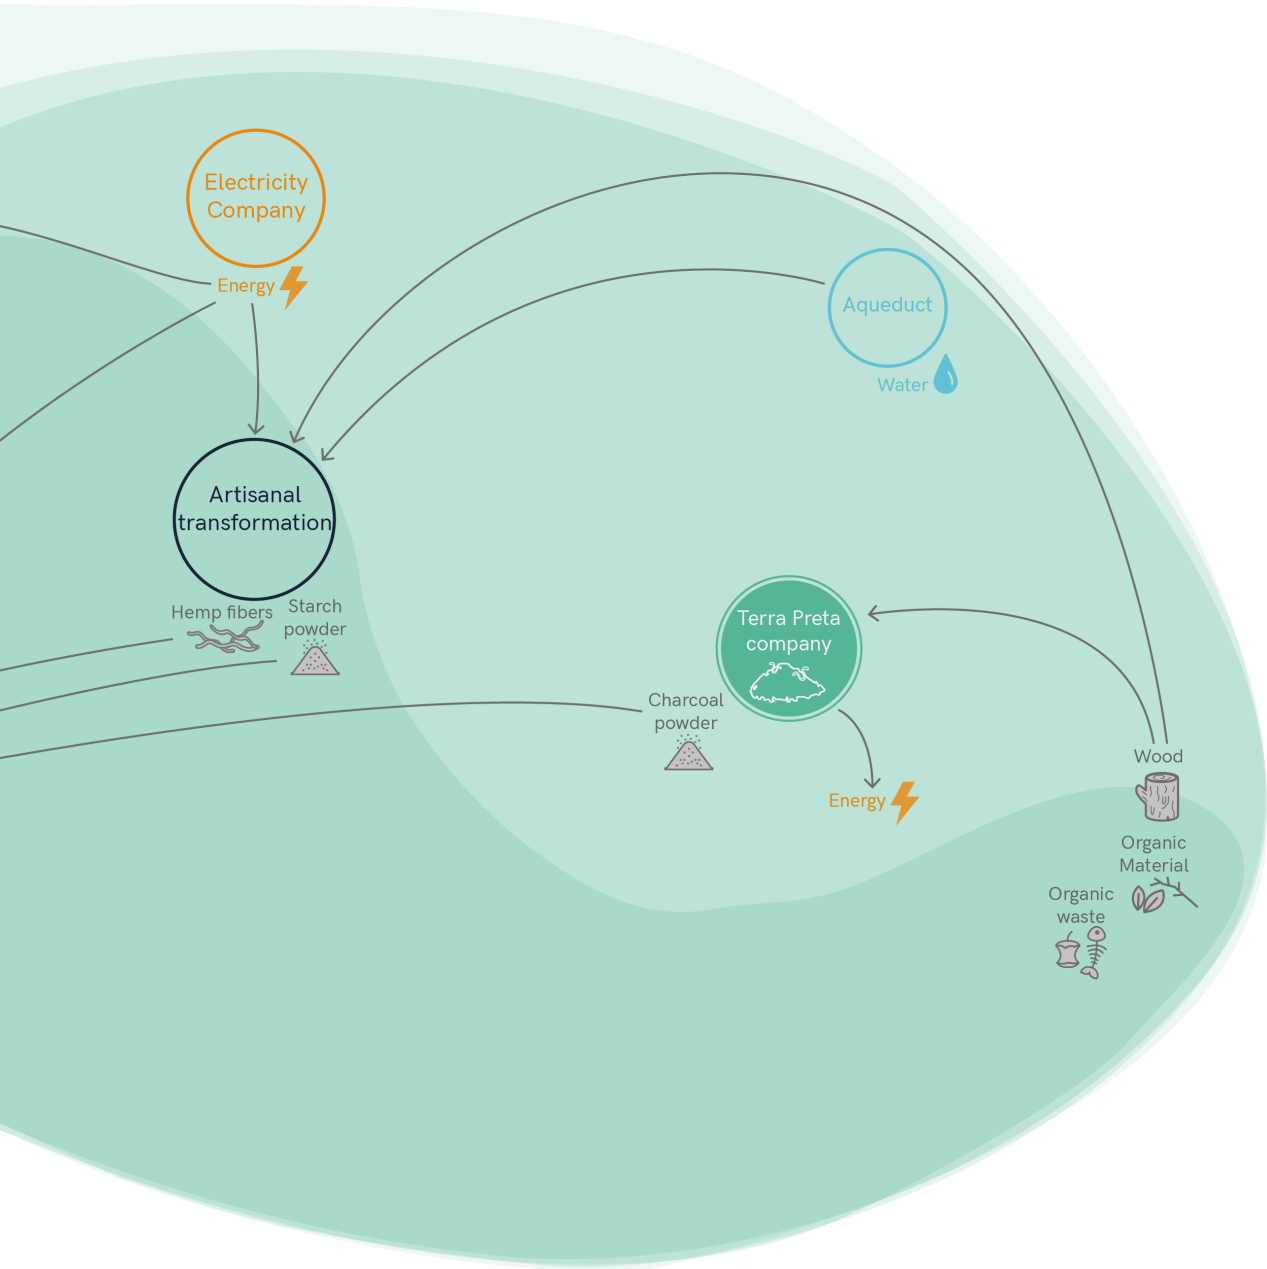 Electricity
Company
Energy
Aqueduct
Water
Artisanal
transformation
Hemp fibers
Starch
powder
Terra Preta
company
Charcoal
powder
Energy
Wood
Organic
Material
Organic
waste